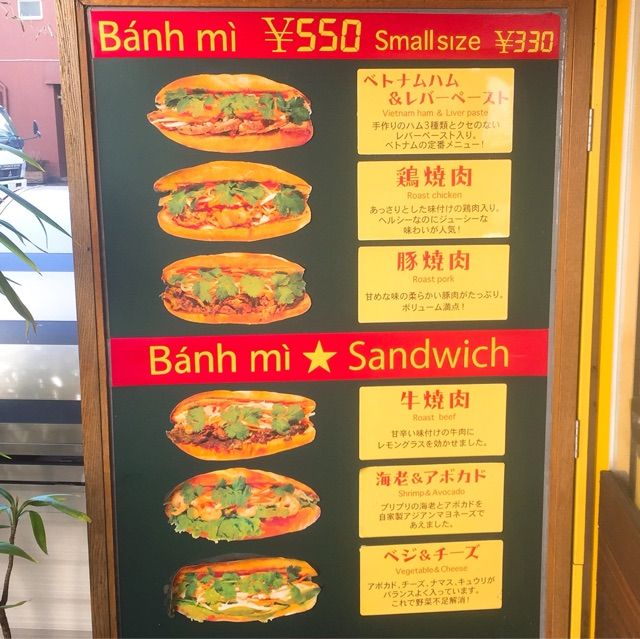 Bánh mì ¥550 Small size ¥330
ベトナムハム
&レバーペースト
Vietnam ham & Liver paste
手作りのハム3種類とクセのない
レバーペースト入り。
ベトナムの定番メニュー!
鶏燒肉
Roast chicken
あっさりとした味付けの鶏肉入り。
ヘルシーなのにジューシーな
味わいが人気!
豚燒肉
Roast pork
甘めな味の柔らかい豚肉がたっぷり。
ボリューム満点!
Bánh mì ★ Sandwich
牛燒肉
Roast beef
甘辛い味付けの牛肉に
レモングラスを効かせました。
海老&アボカド
Shrimp & Avocado
プリプリの海老とアボカドを
自家製アジアンマヨネーズで
あえました。
ベジ&チーズ
Vegetable & Cheese
アボカド、チーズ、ナマス、キュウリが
バランスよく入っています。
これで野菜不足解消!